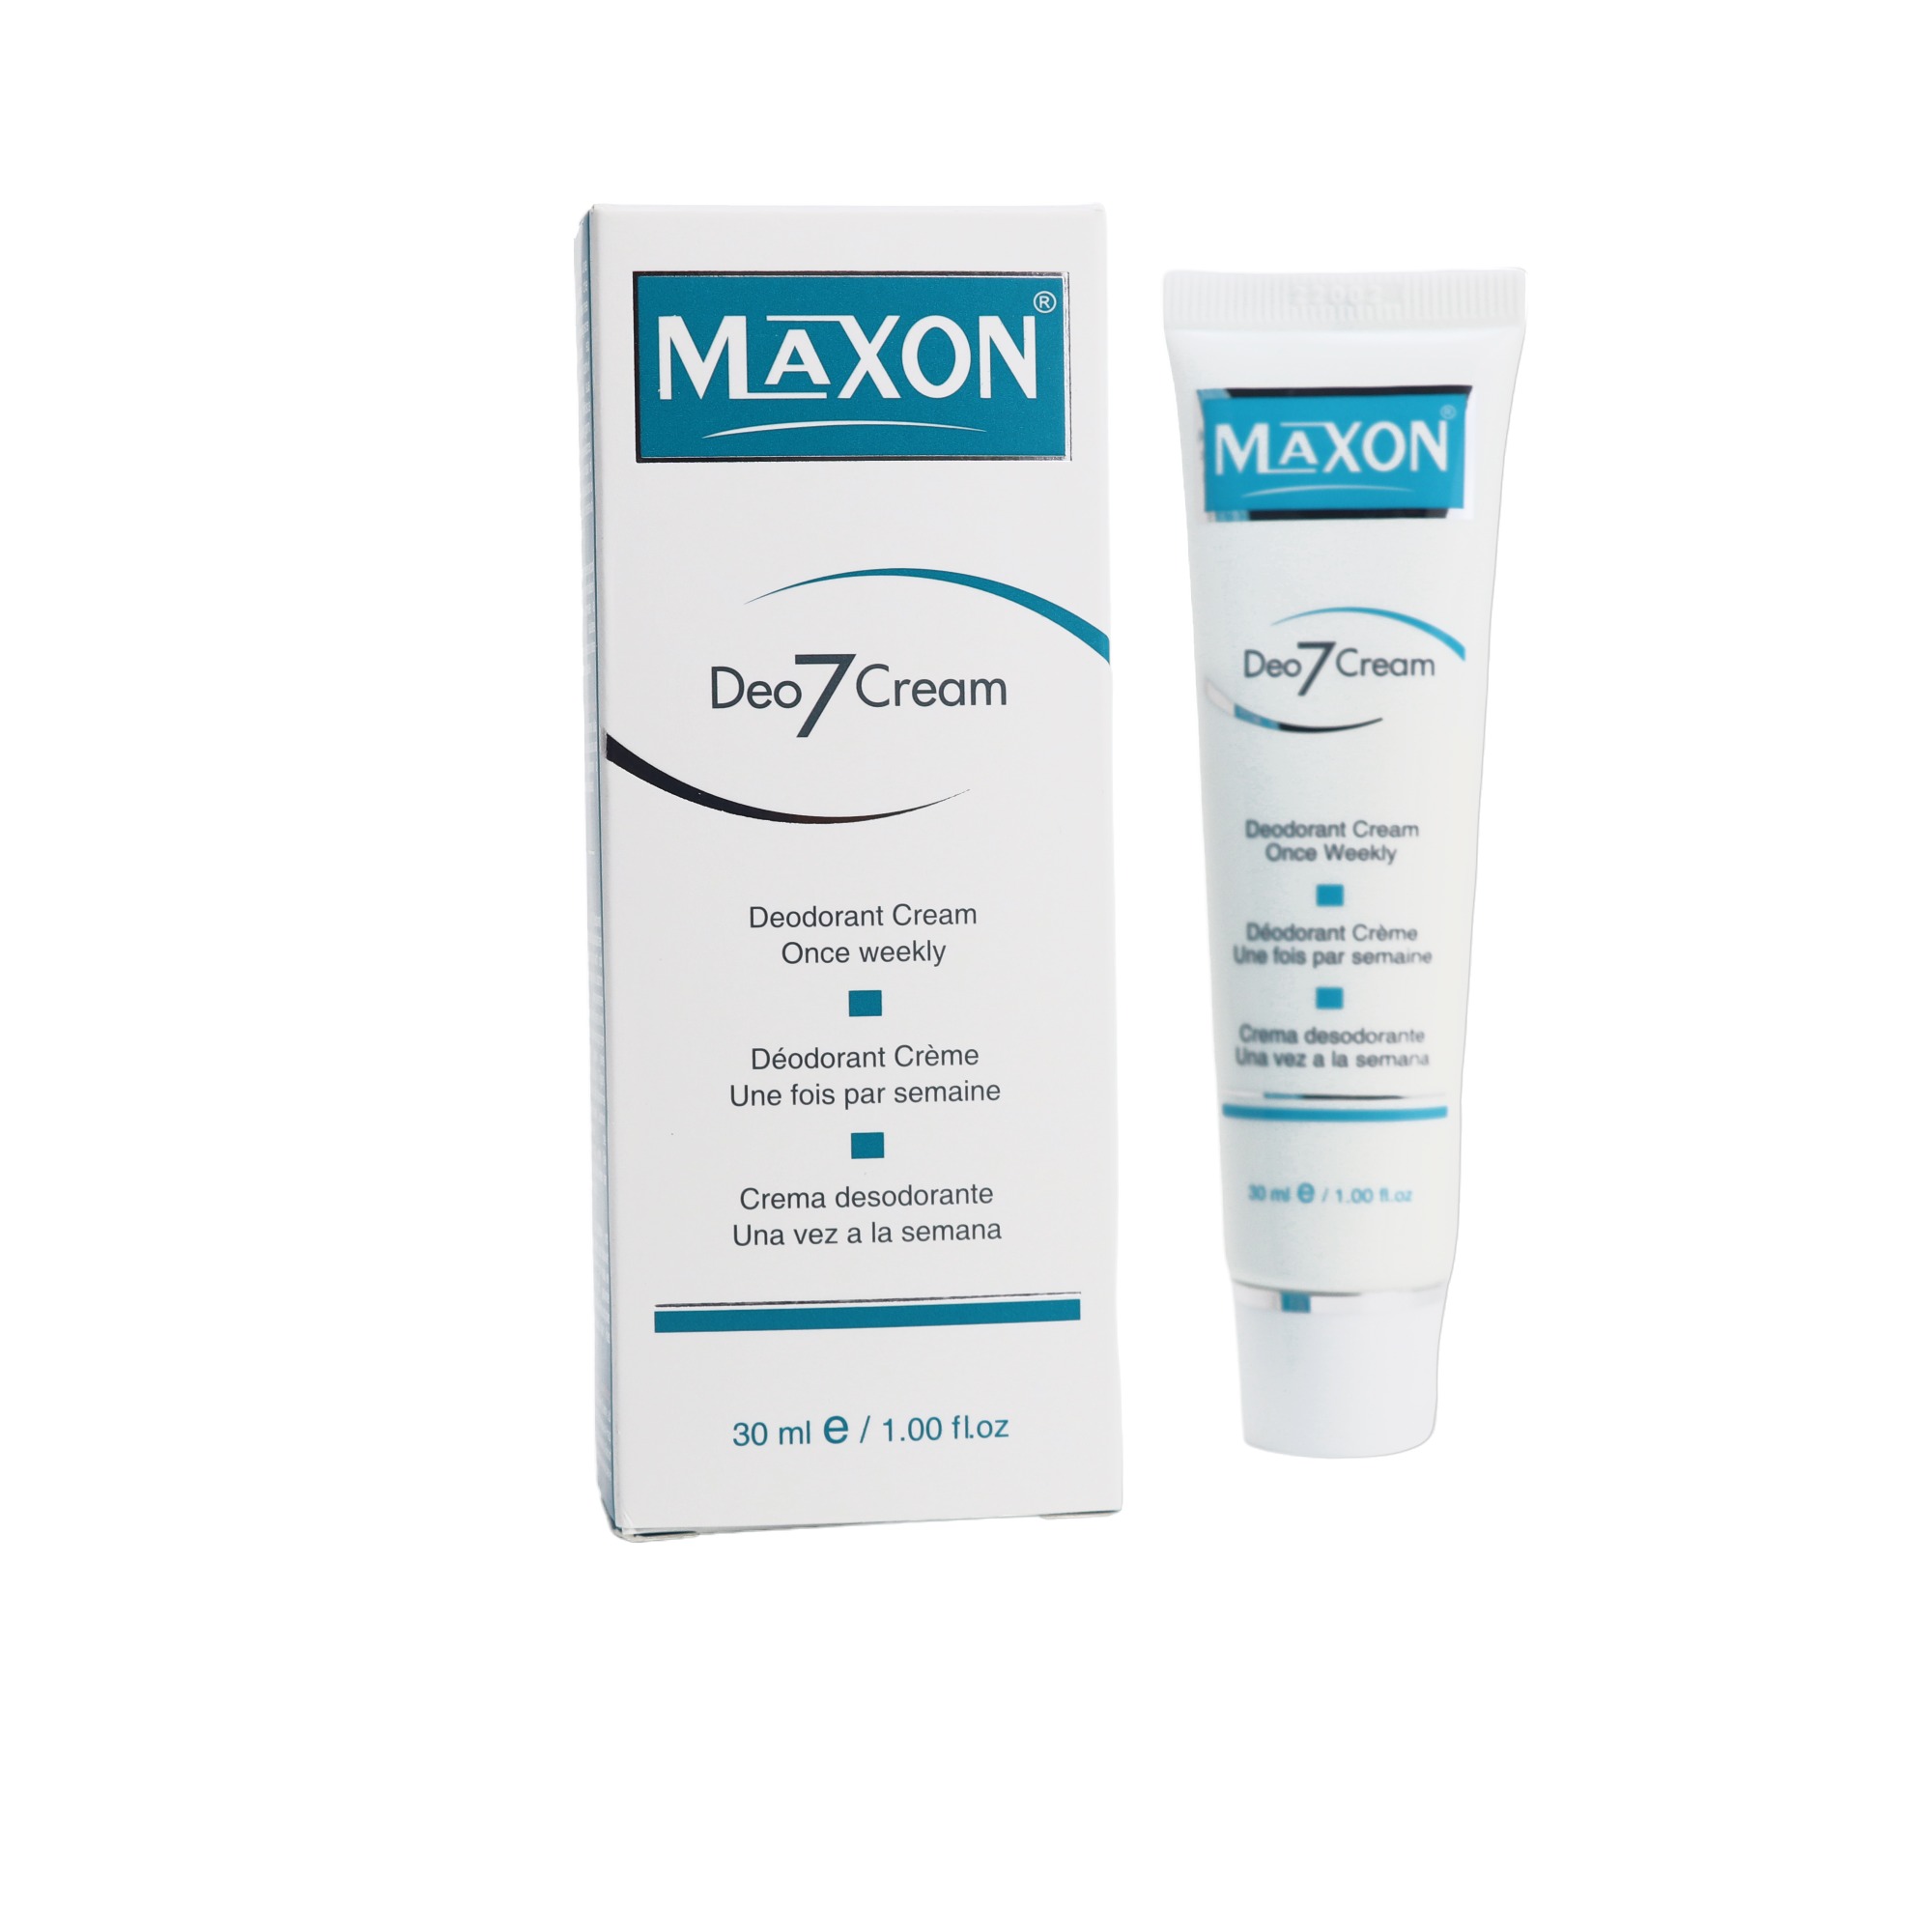 MAXON®
Deo7Cream
Deodorant Cream
Once weekly
Déodorant Crème
Une fois par semaine
Crema desodorante
Una vez a la semana
30 ml e / 1.00 fl.oz
MAXON®
Deo7Cream
Deodorant Cream
Once Weekly
Déodorant Crème
Une fois par semaine
Crema desodorante
Una vez a la semana
30 ml e / 1.00 fl.oz